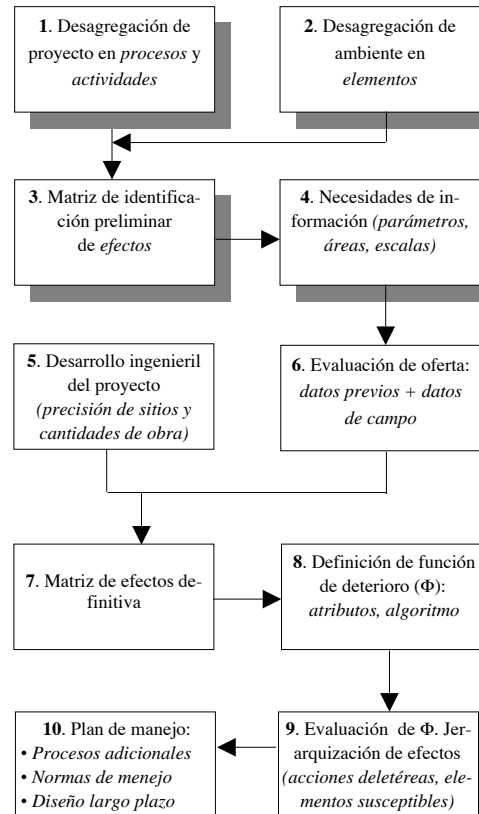 1. Desagregación de
proyecto en procesos y
actividades
2. Desagregación de
ambiente en
elementos
3. Matriz de identifica-
ción preliminar
de efectos
4. Necesidades de in-
formación (parámetros,
áreas, escalas)
5. Desarrollo ingenieril
del proyecto
(precisión de sitios y
cantidades de obra)
6. Evaluación de oferta:
datos previos + datos
de campo
7. Matriz de efectos de-
finitiva
8. Definición de función
de deterioro (Φ):
atributos, algoritmo
10. Plan de manejo:
• Procesos adicionales
• Normas de menejo
• Diseño largo plazo
9. Evaluación de Φ. Jer-
arquización de efectos
(acciones deletéreas, ele-
mentos susceptibles)